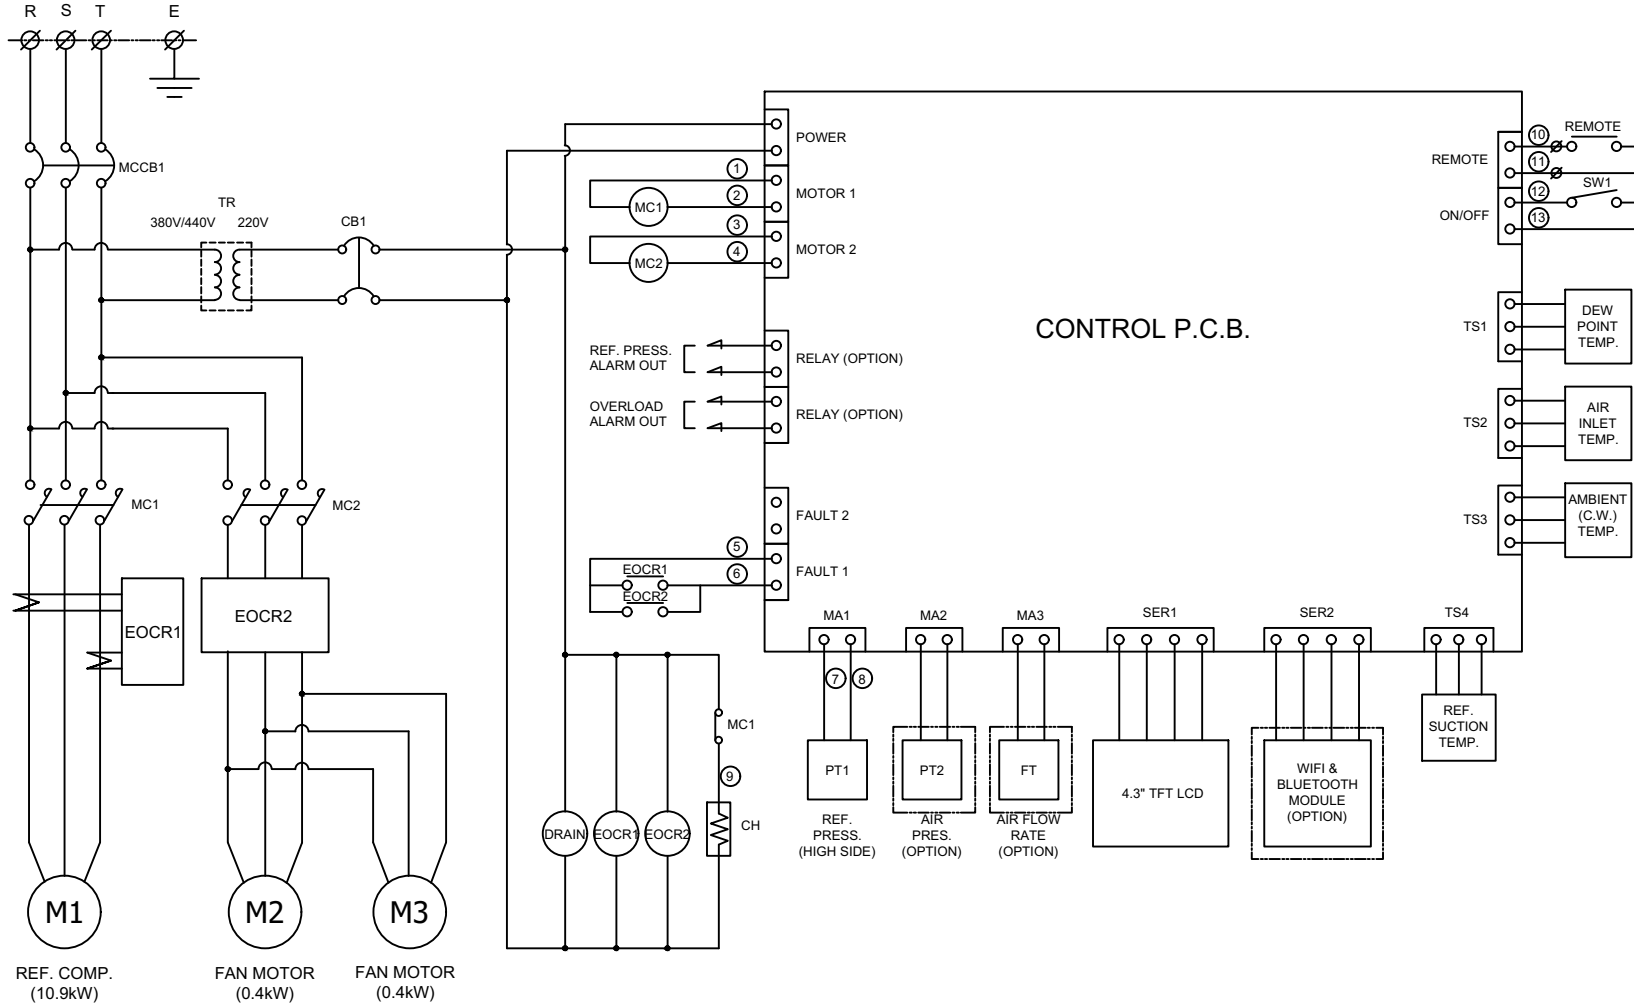 R S T E
MCCB1
TR
380V/440V 220V
CB1
MC1
MC2
EOCR1
EOCR2
M1
M2
M3
REF. COMP.
(10.9kW)
FAN MOTOR
(0.4kW)
FAN MOTOR
(0.4kW)
POWER
1
2
MC1
MOTOR 1
3
4
MC2
MOTOR 2
REF. PRESS.
ALARM OUT
RELAY (OPTION)
OVERLOAD
ALARM OUT
RELAY (OPTION)
FAULT 2
5
6
EOCR1
EOCR2
FAULT 1
MC1
9
DRAIN
EOCR1
EOCR2
CH
CONTROL P.C.B.
REMOTE
10
11
REMOTE
ON/OFF
12
13
SW1
TS1
DEW
POINT
TEMP.
TS2
AIR
INLET
TEMP.
TS3
AMBIENT
(C.W.)
TEMP.
MA1
7 8
PT1
REF.
PRESS.
(HIGH SIDE)
MA2
PT2
AIR
PRES.
(OPTION)
MA3
FT
AIR FLOW
RATE
(OPTION)
SER1
4.3" TFT LCD
SER2
WIFI &
BLUETOOTH
MODULE
(OPTION)
TS4
REF.
SUCTION
TEMP.